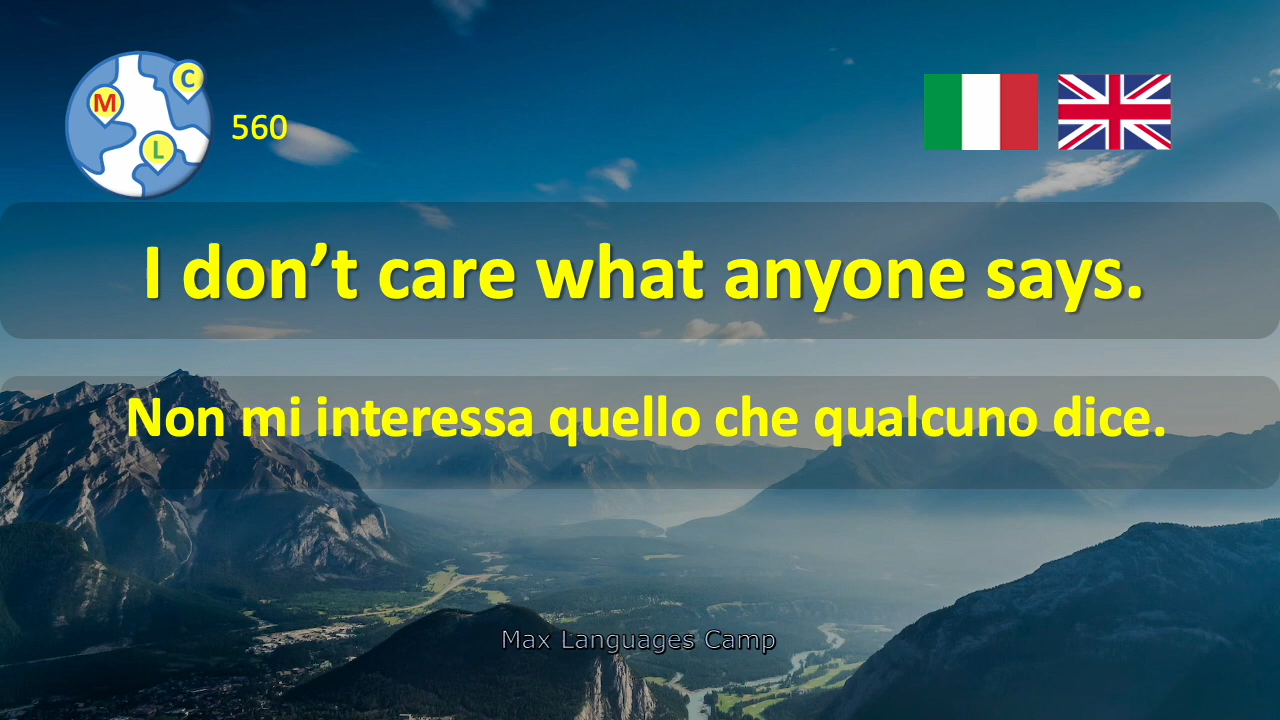 M
C
L
560
I don’t care what anyone says.
Non mi interessa quello che qualcuno dice.
Max Languages Camp